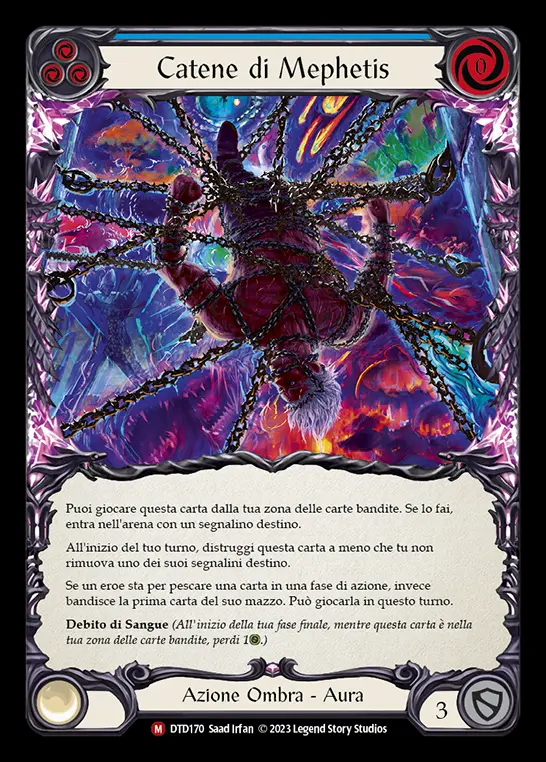 Catene di Mephetis
0
Puoi giocare questa carta dalla tua zona delle carte bandite. Se lo fai,
entra nell'arena con un segnalino destino.
All'inizio del tuo turno, distruggi questa carta a meno che tu non
rimuova uno dei suoi segnalini destino.
Se un eroe sta per pescare una carta in una fase di azione, invece
bandisce la prima carta del suo mazzo. Può giocarla in questo turno.
Debito di Sangue (All'inizio della tua fase finale, mentre questa carta è nella
tua zona delle carte bandite, perdi 1.)
Azione Ombra - Aura
3
M DTD170 Saad Irfan © 2023 Legend Story Studios